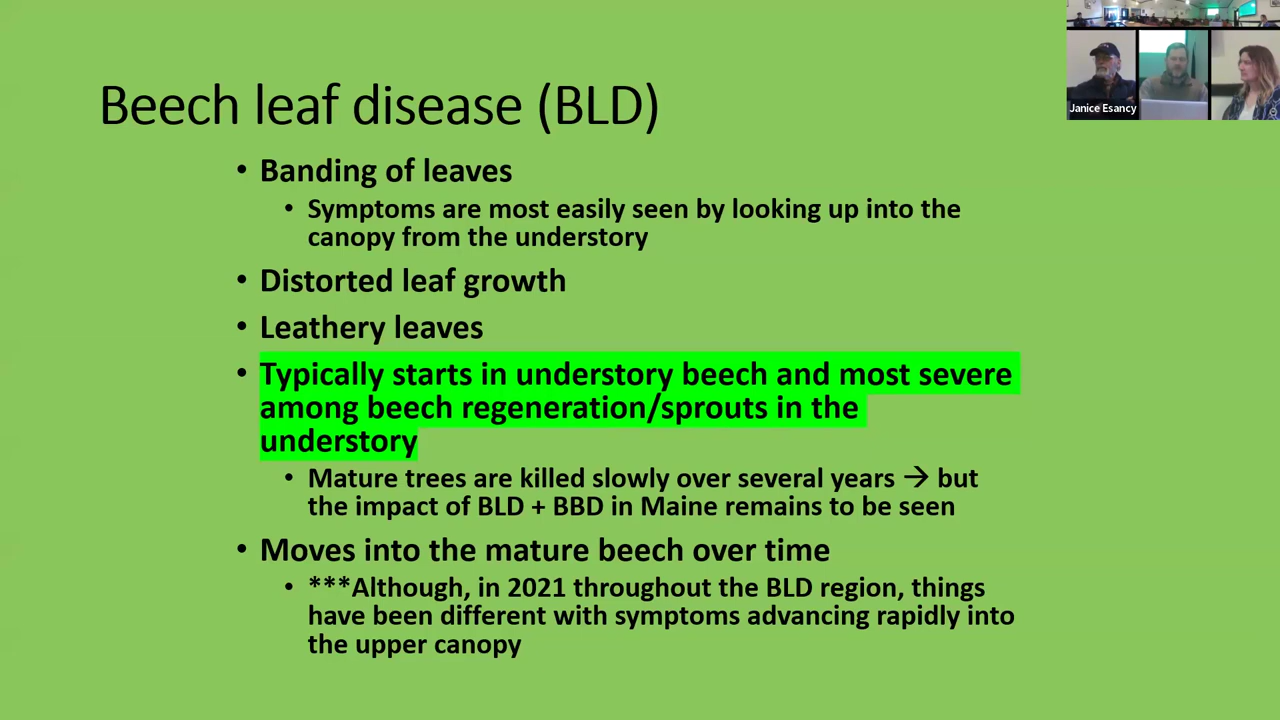 Beech leaf disease (BLD)
Janice Esancy
• Banding of leaves
• Symptoms are most easily seen by looking up into the
canopy from the understory
• Distorted leaf growth
• Leathery leaves
• Typically starts in understory beech and most severe
among beech regeneration/sprouts in the
understory
• Mature trees are killed slowly over several years → but
the impact of BLD + BBD in Maine remains to be seen
• Moves into the mature beech over time
• ***Although, in 2021 throughout the BLD region, things
have been different with symptoms advancing rapidly into
the upper canopy